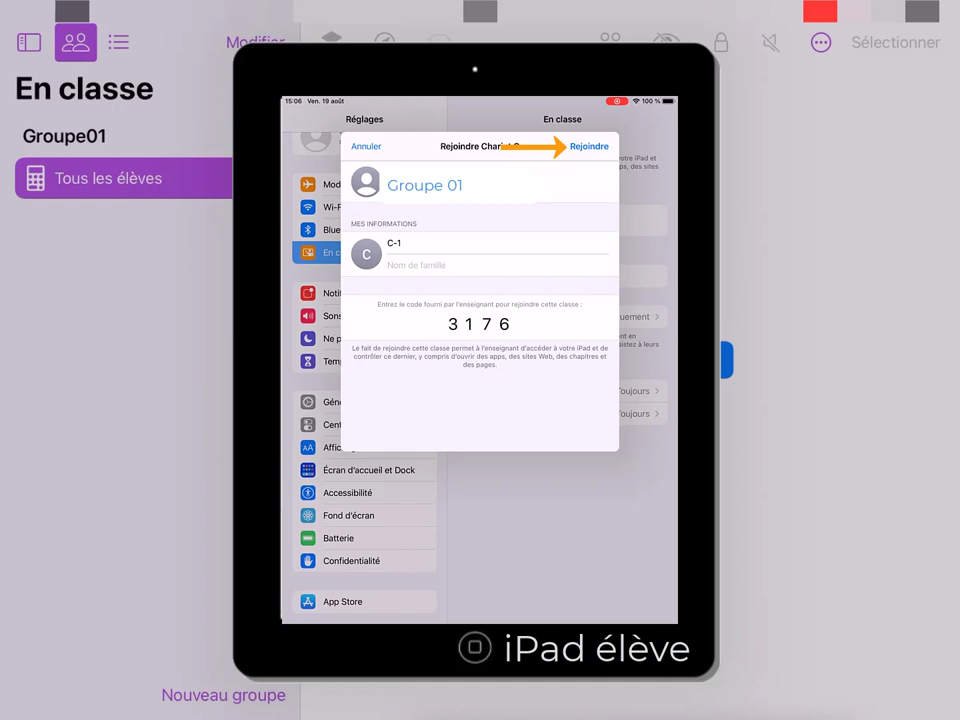 Modifier
Sélectionner
En classe
Groupe01
Tous les élèves
Nouveau groupe
15:06 Ven. 19 août
100 %
Réglages
En classe
Annuler
Rejoindre
Rejoindre
Groupe 01
MES INFORMATIONS
C
C-1
Nom de famille
Entrez le code fourni par l'enseignant pour rejoindre cette classe :
3 1 7 6
Le fait de rejoindre cette classe permet à l'enseignant d'accéder à votre iPad et de
contrôler ce dernier, y compris d'ouvrir des apps, des sites Web, des chapitres et
des pages.
Écran d'accueil et Dock
Accessibilité
Fond d'écran
Batterie
Confidentialité
App Store
iPad élève